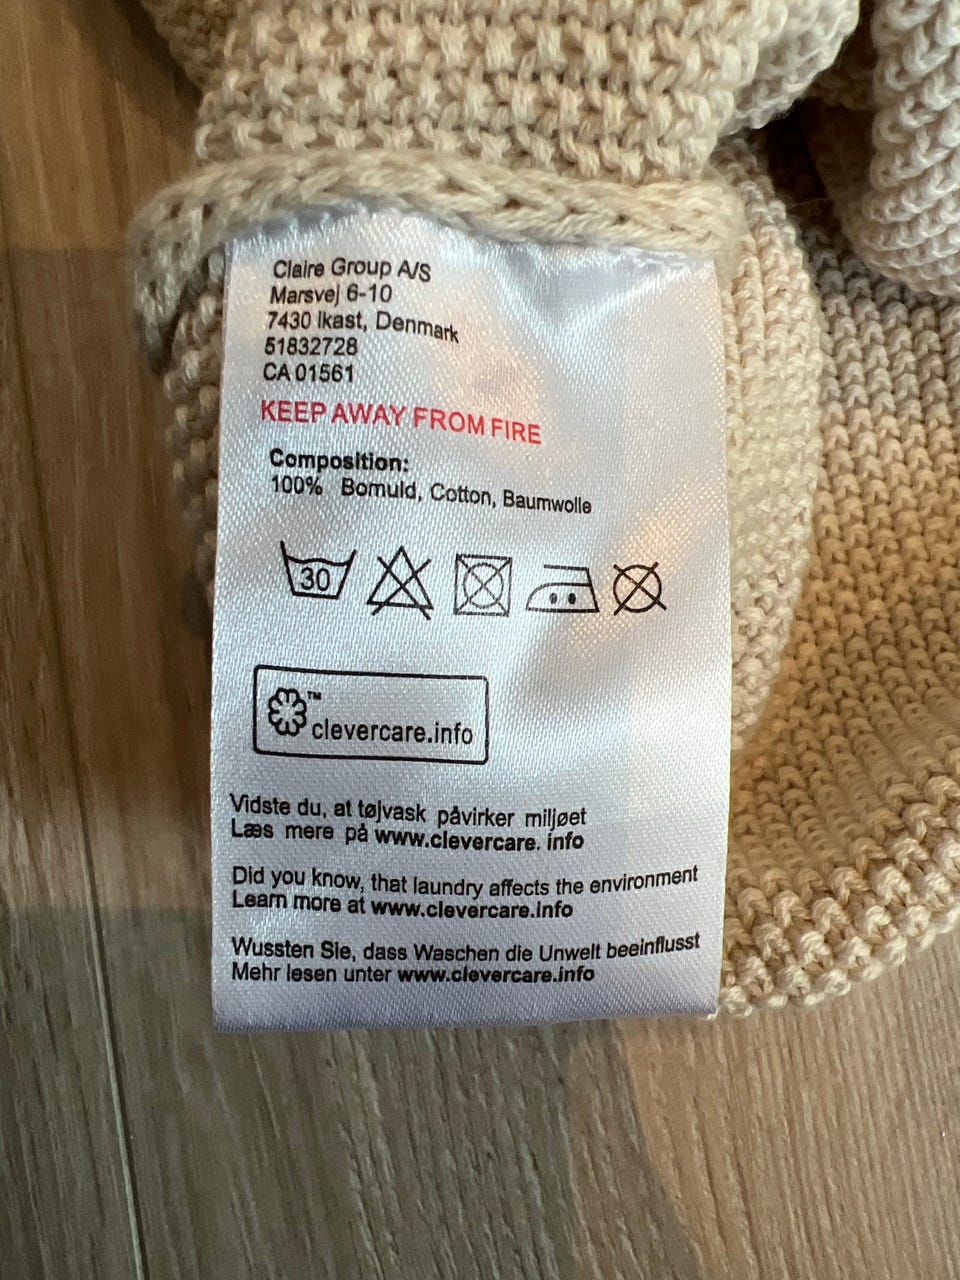 Claire Group A/S
Marsvej 6-10
7430 Ikast, Denmark
51832728
CA 01561
KEEP AWAY FROM FIRE
Composition:
100% Bomuld, Cotton, Baumwolle
30
™
clevercare.info
Vidste du, at tøjvask påvirker miljøet
Læs mere på www.clevercare. info
Did you know, that laundry affects the environment
Learn more at www.clevercare.info
Wussten Sie, dass Waschen die Unwelt beeinflusst
Mehr lesen unter www.clevercare.info